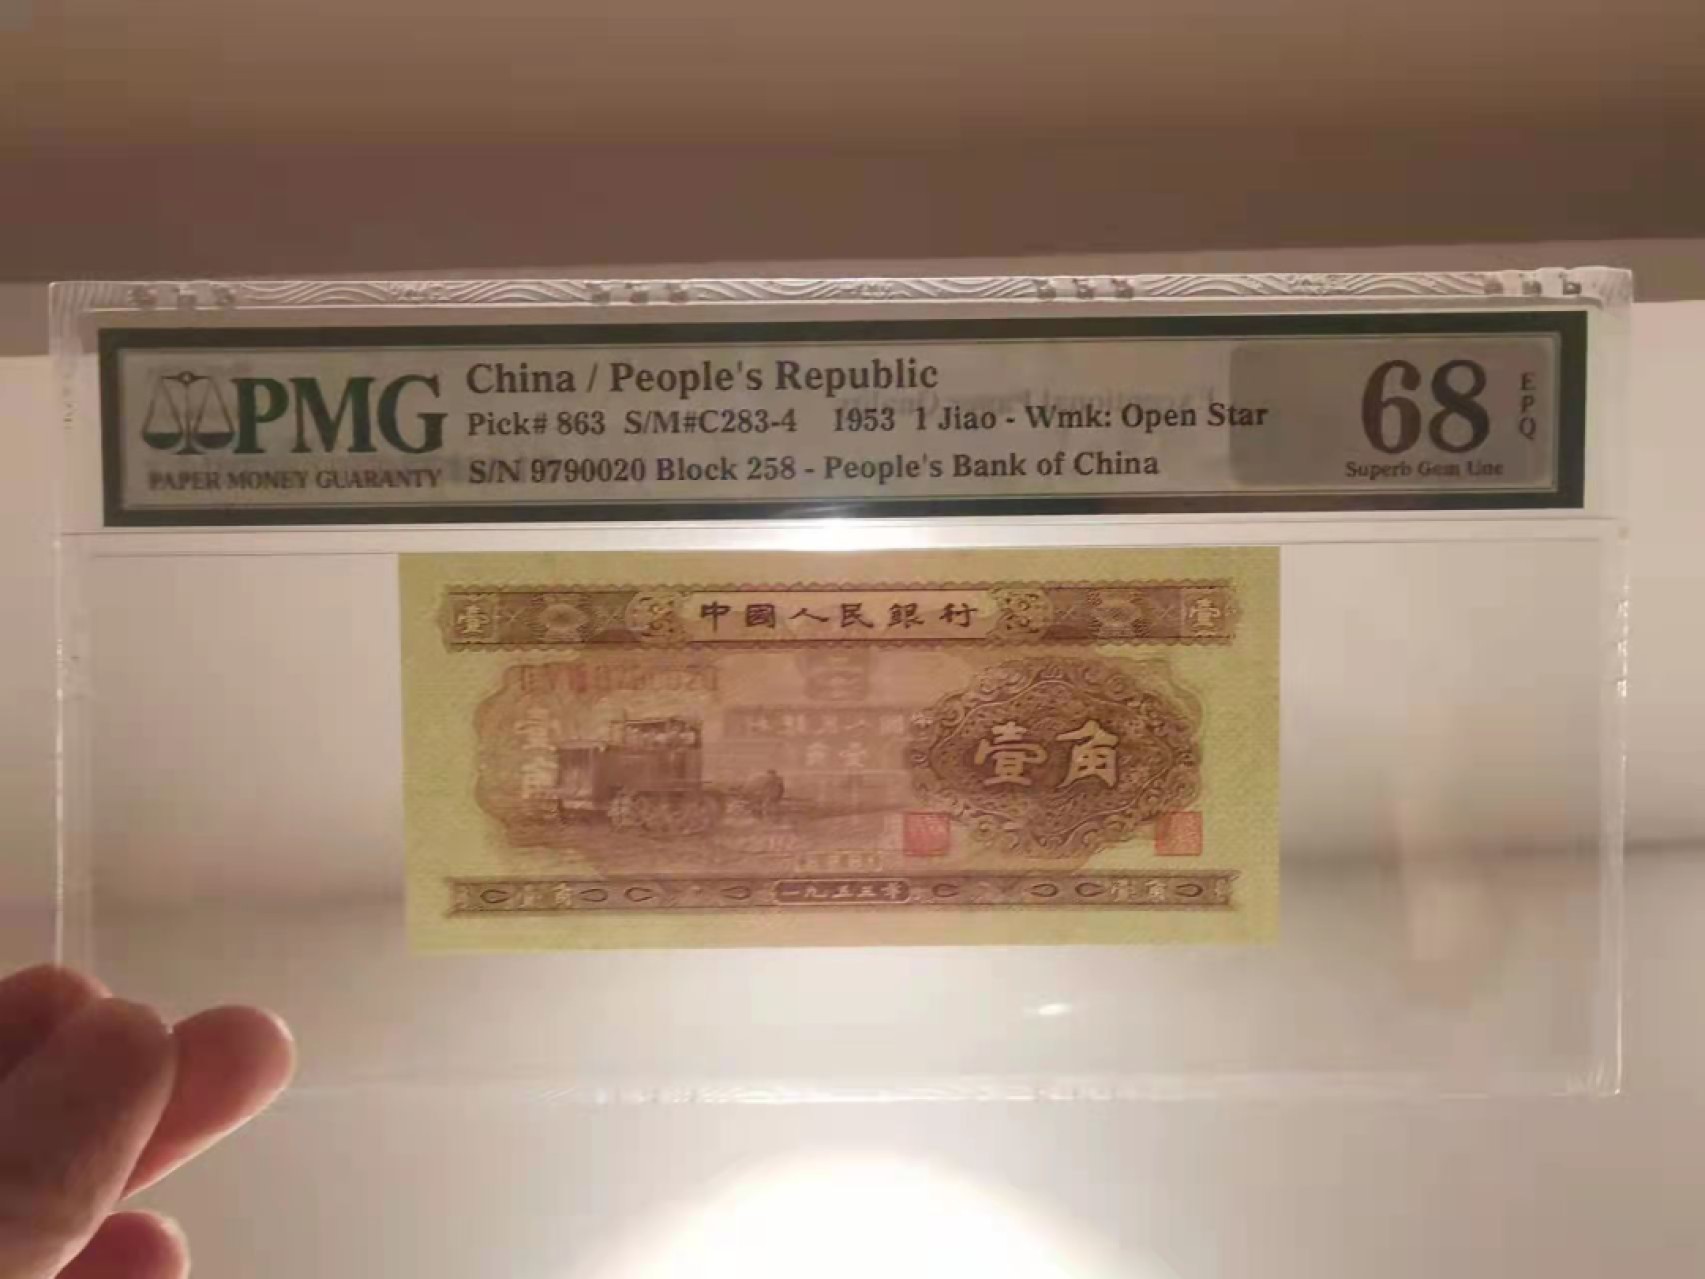 China / People's Republic
PMG
Pick# 863 S/M#C283-4 1953 1 Jiao - Wmk: Open Star
68
EPQ
PAPER MONEY GUARANTY
S/N 9790020 Block 258 - People's Bank of China
Superb Gem Unc
壹 中國人民銀行 壹
壹角
壹角 一九五三年 壹角